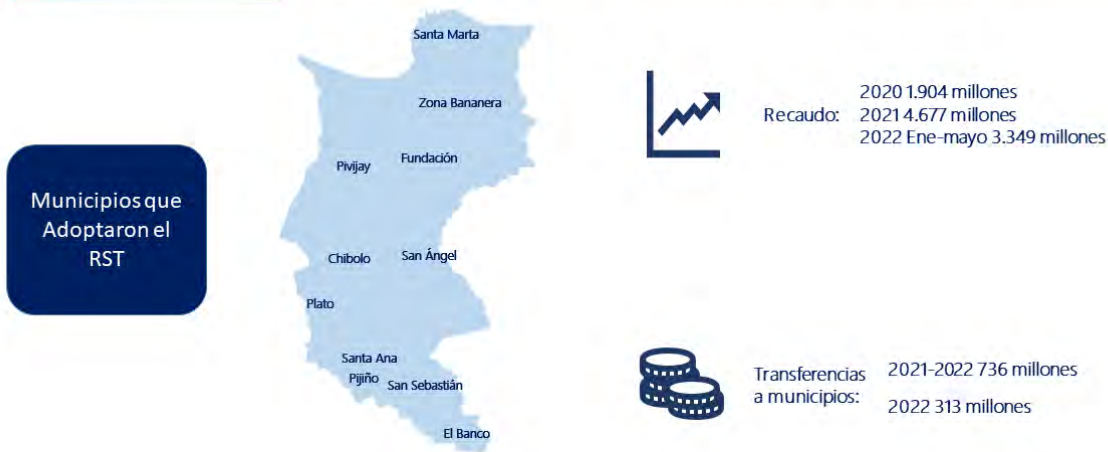 Municipios que
Adoptaron el
RST
Santa Marta
Zona Bananera
Pivijay
Fundación
Chibolo
San Ángel
Plato
Santa Ana
Pijiño
San Sebastián
El Banco
Recaudo:
2020 1.904 millones
2021 4.677 millones
2022 Ene-mayo 3.349 millones
Transferencias
a municipios:
2021-2022 736 millones
2022 313 millones